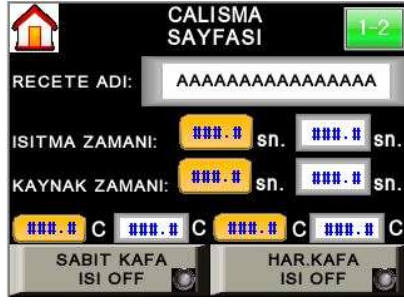 CALISMA
SAYFASI
1-2
RECETE ADI: AAAAAAAAAAAAAAAA
ISITMA ZAMANI: ###.# sn. ###.# sn.
KAYNAK ZAMANI: ###.# sn. ###.# sn.
###.# C ###.# C ###.# C ###.# C
SABIT KAFA
ISI OFF
HAR.KAFA
ISI OFF